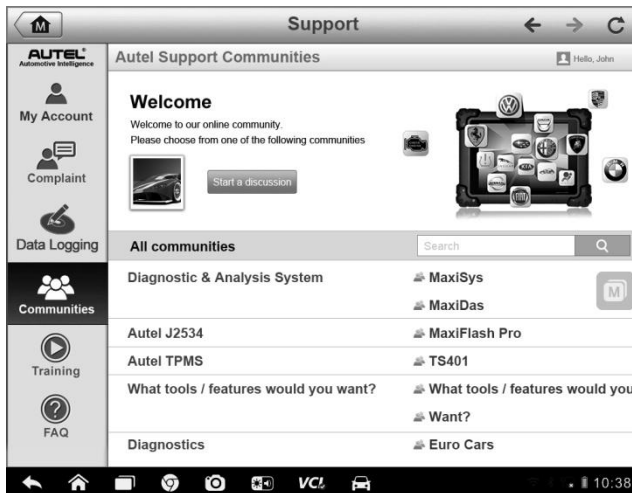 M
Support
AUTEL
Automotive Intelligence
Autel Support Communities
Hello, John
My Account
Complaint
Data Logging
Communities
Training
FAQ
Welcome
Welcome to our online community.
Please choose from one of the following communities
Start a discussion
All communities
Search
Diagnostic & Analysis System
MaxiSys
M
MaxiDas
Autel J2534
MaxiFlash Pro
Autel TPMS
TS401
What tools / features would you want?
What tools / features would you
Want?
Diagnostics
Euro Cars
VCI
10:38